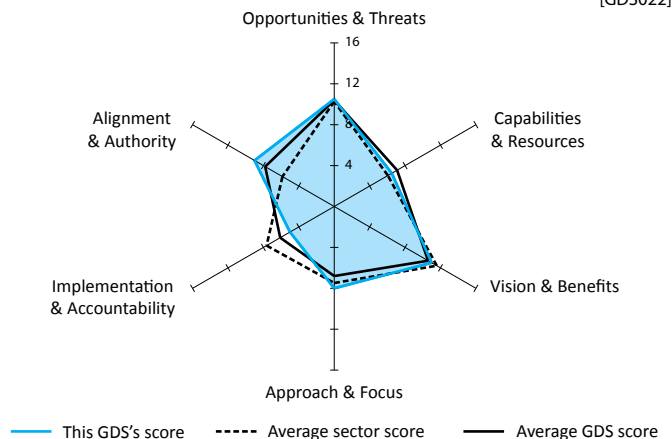 [GDS022]
Opportunities & Threats
16
12
8
4
Alignment
& Authority
Capabilities
& Resources
Implementation
& Accountability
Vision & Benefits
Approach & Focus
This GDS's score
Average sector score
Average GDS score